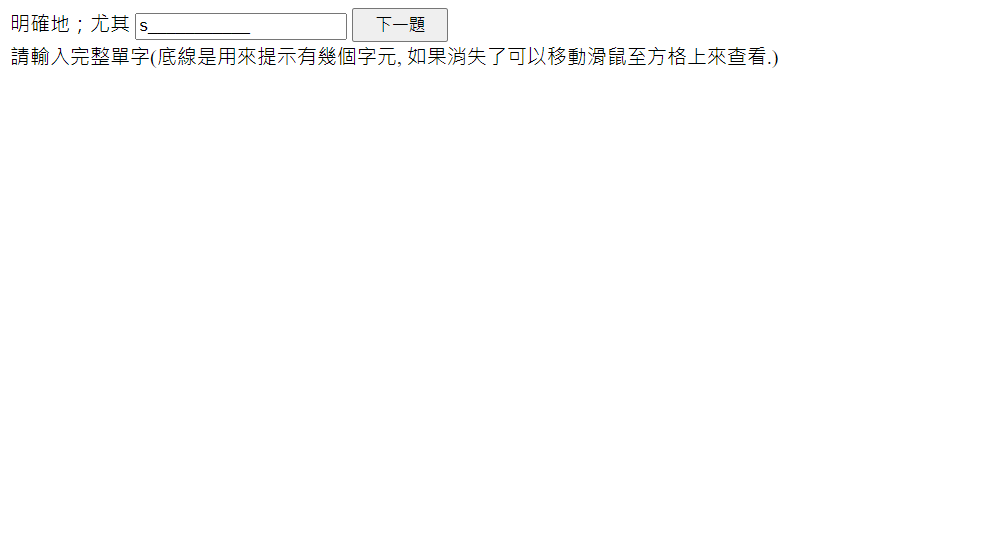 明確地；尤其 s___________ 下一題
請輸入完整單字(底線是用來提示有幾個字元, 如果消失了可以移動滑鼠至方格上來查看.)